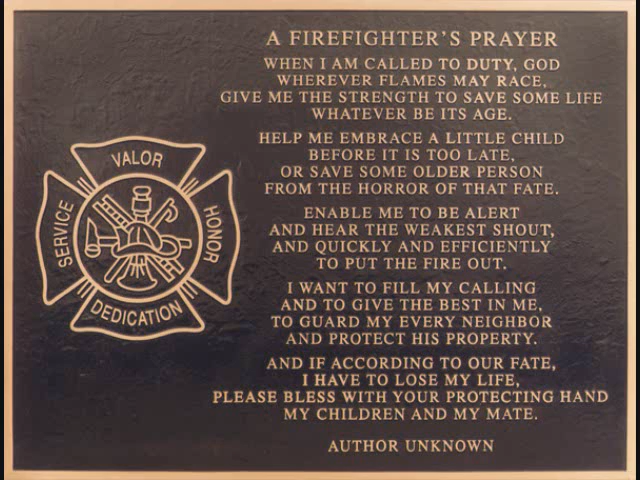 A FIREFIGHTER'S PRAYER
WHEN I AM CALLED TO DUTY, GOD
WHEREVER FLAMES MAY RACE,
GIVE ME THE STRENGTH TO SAVE SOME LIFE
WHATEVER BE ITS AGE.
HELP ME EMBRACE A LITTLE CHILD
BEFORE IT IS TOO LATE,
OR SAVE SOME OLDER PERSON
FROM THE HORROR OF THAT FATE.
ENABLE ME TO BE ALERT
AND HEAR THE WEAKEST SHOUT,
AND QUICKLY AND EFFICIENTLY
TO PUT THE FIRE OUT.
I WANT TO FILL MY CALLING
AND TO GIVE THE BEST IN ME,
TO GUARD MY EVERY NEIGHBOR
AND PROTECT HIS PROPERTY.
AND IF ACCORDING TO OUR FATE,
I HAVE TO LOSE MY LIFE,
PLEASE BLESS WITH YOUR PROTECTING HAND
MY CHILDREN AND MY MATE.
AUTHOR UNKNOWN
VALOR
SERVICE
HONOR
DEDICATION